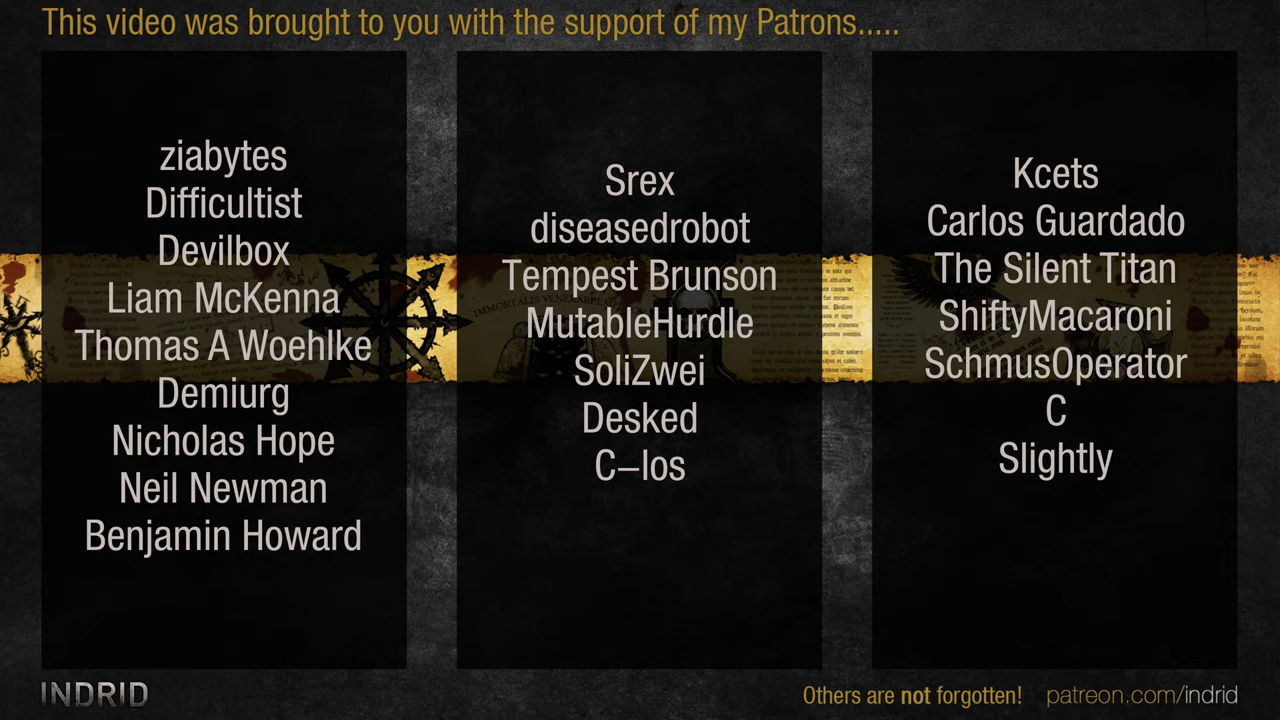 This video was brought to you with the support of my Patrons.....
ziabytes
Difficultist
Devilbox
Liam McKenna
Thomas A Woehlke
Demiurg
Nicholas Hope
Neil Newman
Benjamin Howard
Srex
diseasedrobot
Tempest Brunson
MutableHurdle
SoliZwei
Desked
C–los
Kcets
Carlos Guardado
The Silent Titan
ShiftyMacaroni
SchmusOperator
C
Slightly
INDRID
Others are not forgotten!
patreon.com/indrid